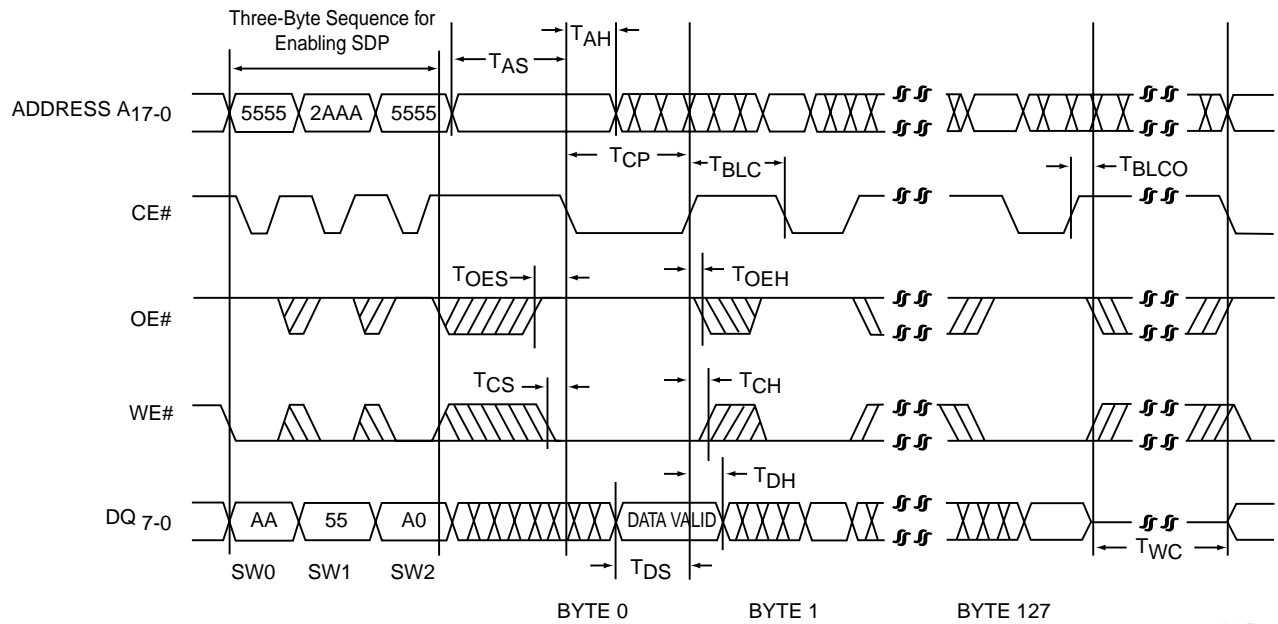 Three-Byte Sequence for
Enabling SDP
TAS
TAH
ADDRESS A17-0
5555
2AAA
5555
TCP
TBLC
TBLCO
CE#
TOES
TOEH
OE#
TCS
TCH
WE#
TDH
DQ 7-0
AA
55
A0
DATA VALID
SW0
SW1
SW2
TDS
TWC
BYTE 0
BYTE 1
BYTE 127